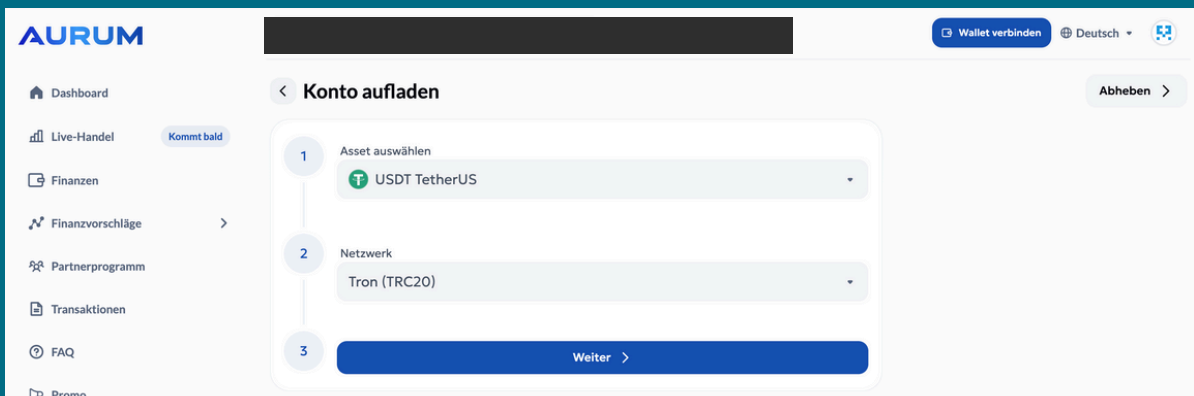 AURUM
Wallet verbinden
Deutsch
Dashboard
Konto aufladen
Abheben
Live-Handel
Kommt bald
1
Asset auswählen
USDT TetherUS
Finanzen
Finanzvorschläge
2
Netzwerk
Partnerprogramm
Tron (TRC20)
Transaktionen
FAQ
3
Weiter
Promo